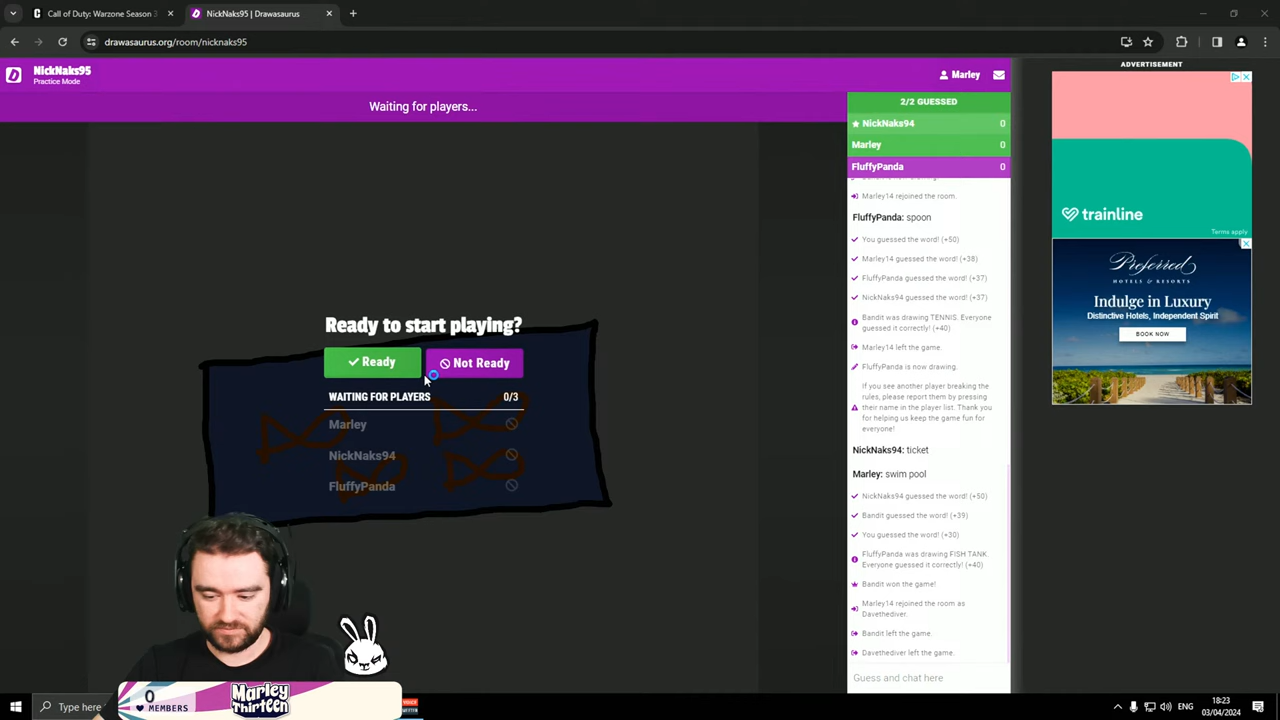 Call of Duty: Warzone Season 3
NickNaks95 | Drawasaurus
drawasaurus.org/room/nicknaks95
NickNaks95
Practice Mode
Marley
Waiting for players...
Ready to start playing?
Ready
Not Ready
WAITING FOR PLAYERS
0/3
Marley
NickNaks94
FluffyPanda
2/2 GUESSED
NickNaks94 0
Marley 0
FluffyPanda 0
Marley14 rejoined the room.
FluffyPanda: spoon
You guessed the word! (+50)
Marley14 guessed the word! (+38)
FluffyPanda guessed the word! (+37)
NickNaks94 guessed the word! (+37)
Bandit was drawing TENNIS. Everyone
guessed it correctly! (+40)
Marley14 left the game.
FluffyPanda is now drawing.
If you see another player breaking the
rules, please report them by pressing
their name in the player list. Thank you
for helping us keep the game fun for
everyone!
NickNaks94: ticket
Marley: swim pool
NickNaks94 guessed the word! (+50)
Bandit guessed the word! (+39)
You guessed the word! (+30)
FluffyPanda was drawing FISH TANK.
Everyone guessed it correctly! (+40)
Bandit won the game!
Marley14 rejoined the room as
Davethediver.
Bandit left the game.
Davethediver left the game.
Guess and chat here
ADVERTISEMENT
trainline
Terms apply
Preferred
HOTELS & RESORTS
Indulge in Luxury
Distinctive Hotels, Independent Spirit
BOOK NOW
0
MEMBERS
MARLEY
THIRTEEN
Type here
ENG
18:23
03/04/2024